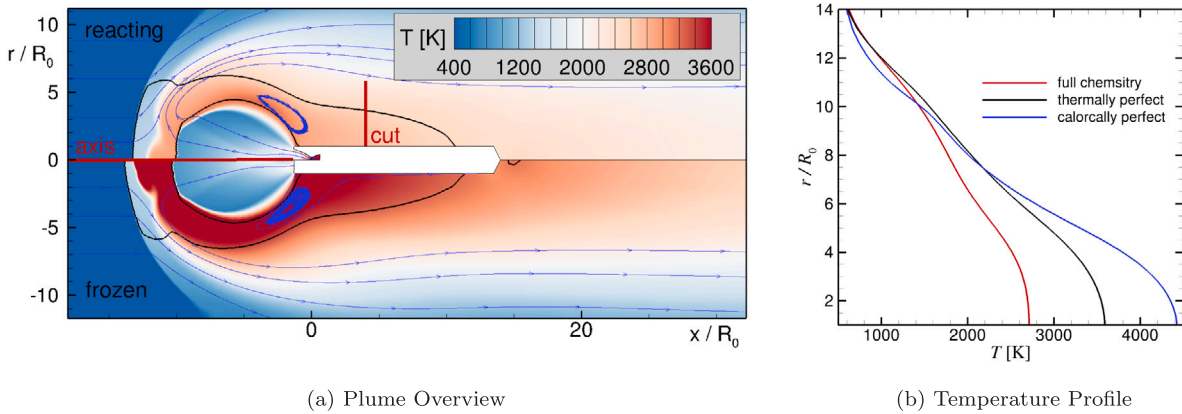 reacting
r / R₀
10
5
0
-5
-10
axis
cut
frozen
T [K]
400 1200 2000 2800 3600
0 20
x / R₀
(a) Plume Overview
14
12
10
8
6
4
2
r / R₀
full chemsitry
thermally perfect
calorcally perfect
1000 2000 3000 4000
T [K]
(b) Temperature Profile